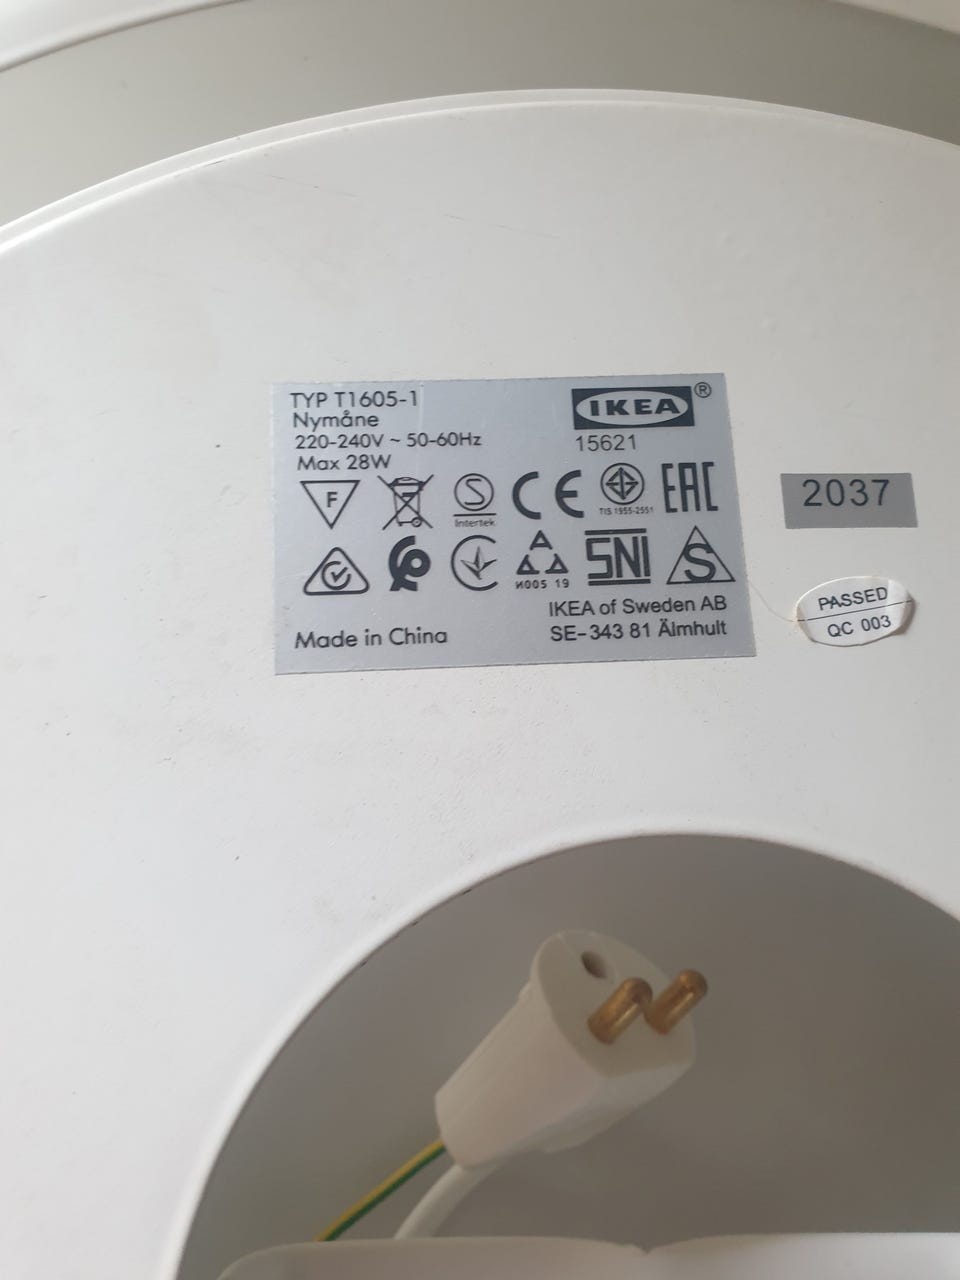 TYP T1605-1
Nymåne
220-240V ~ 50-60Hz
Max 28W
IKEA®
15621
F
S
Intertek
CE
TIS 1955-2551
EAC
A
И005 19
SNI
S
Made in China
IKEA of Sweden AB
SE-343 81 Älmhult
2037
PASSED
QC 003